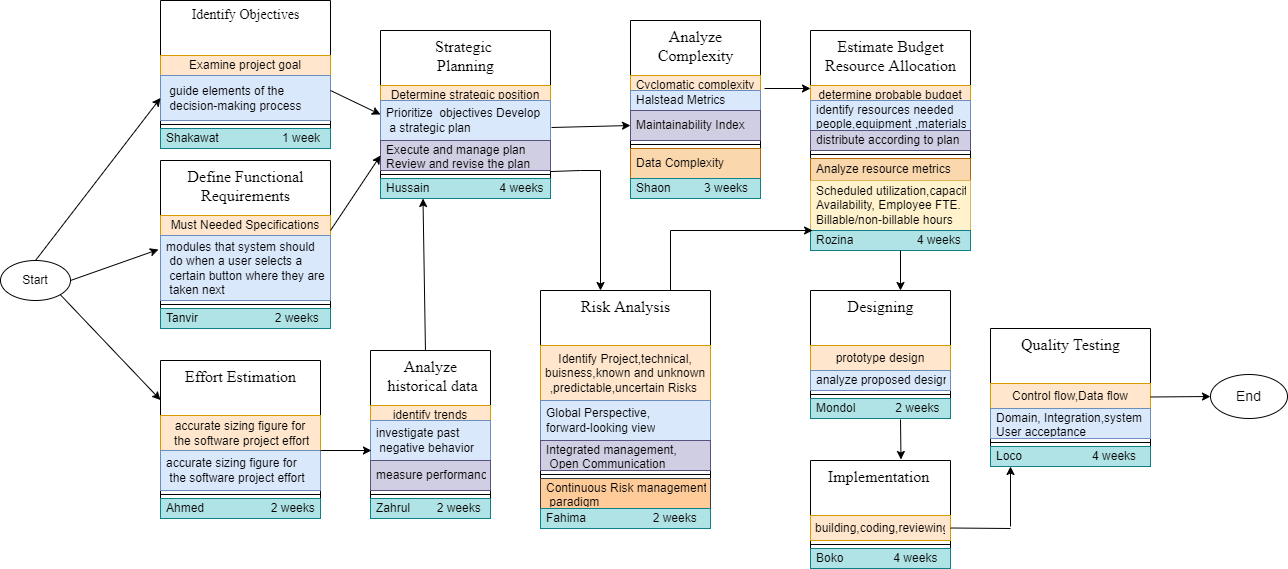 Start
Identify Objectives
Examine project goal
guide elements of the
decision-making process
Shakawat 1 week
Define Functional
Requirements
Must Needed Specifications
modules that system should
do when a user selects a
certain button where they are
taken next
Tanvir 2 weeks
Effort Estimation
accurate sizing figure for
the software project effort
accurate sizing figure for
the software project effort
Ahmed 2 weeks
Strategic
Planning
Determine strategic position
Prioritize objectives Develop
a strategic plan
Execute and manage plan
Review and revise the plan
Hussain 4 weeks
Analyze
historical data
identify trends
investigate past
negative behavior
measure performanc
Zahrul 2 weeks
Analyze
Complexity
Cyclomatic complexity
Halstead Metrics
Maintainability Index
Data Complexity
Shaon 3 weeks
Risk Analysis
Identify Project,technical,
buisness,known and unknown
,predictable,uncertain Risks
Global Perspective,
forward-looking view
Integrated management,
Open Communication
Continuous Risk management
paradigm
Fahima 2 weeks
Estimate Budget
Resource Allocation
determine probable budget
identify resources needed
people,equipment ,materials
distribute according to plan
Analyze resource metrics
Scheduled utilization,capacit
Availability, Employee FTE.
Billable/non-billable hours
Rozina 4 weeks
Designing
prototype design
analyze proposed design
Mondol 2 weeks
Implementation
building,coding,reviewing
Boko 4 weeks
Quality Testing
Control flow,Data flow
Domain, Integration,system
User acceptance
Loco 4 weeks
End